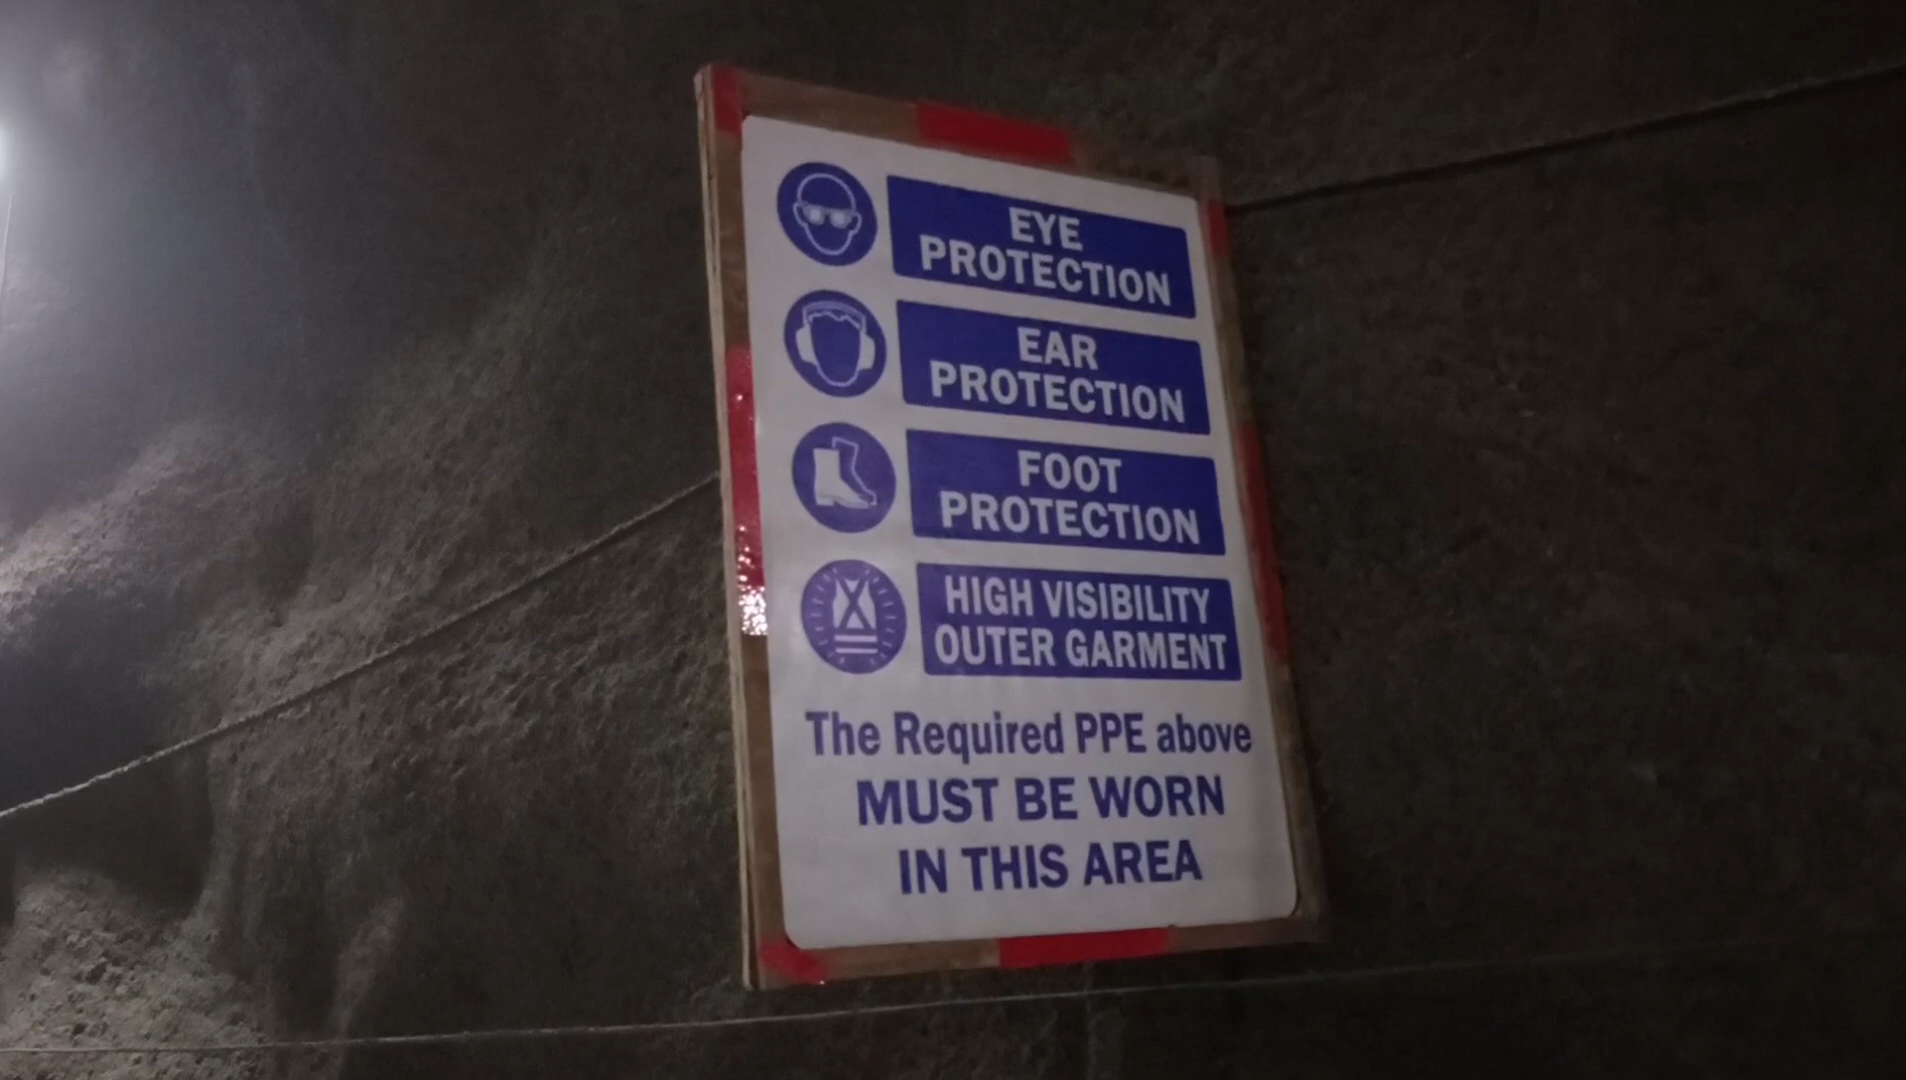 EYE
PROTECTION
EAR
PROTECTION
FOOT
PROTECTION
HIGH VISIBILITY
OUTER GARMENT
The Required PPE above
MUST BE WORN
IN THIS AREA